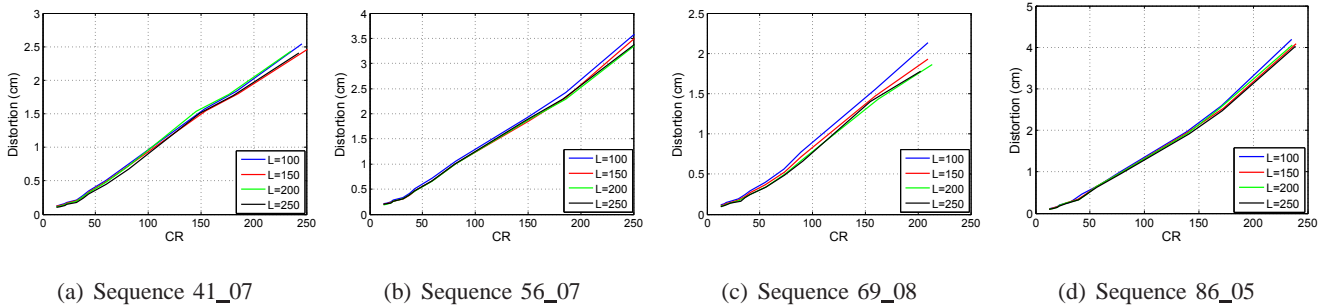 3
2.5
2
1.5
1
0.5
0
0 50 100 150 200 250
Distortion (cm)
CR
L=100
L=150
L=200
L=250
(a) Sequence 41_07
4
3.5
3
2.5
2
1.5
1
0.5
0
0 50 100 150 200 250
Distortion (cm)
CR
L=100
L=150
L=200
L=250
(b) Sequence 56_07
2.5
2
1.5
1
0.5
0
0 50 100 150 200 250
Distortion (cm)
CR
L=100
L=150
L=200
L=250
(c) Sequence 69_08
5
4
3
2
1
0
0 50 100 150 200 250
Distortion (cm)
CR
L=100
L=150
L=200
L=250
(d) Sequence 86_05